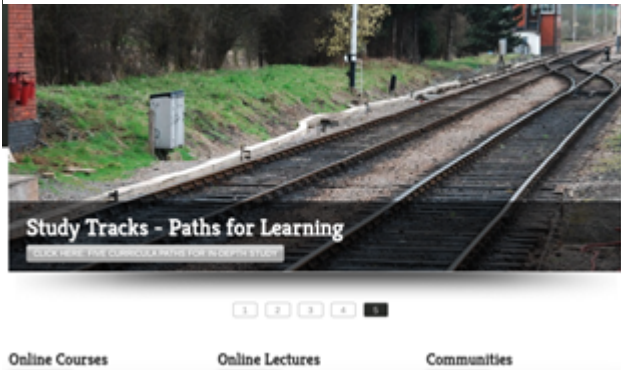 Study Tracks - Paths for Learning
CLICK HERE: FIVE CURRICULA PATHS FOR IN-DEPTH STUDY
1 2 3 4 5
Online Courses Online Lectures Communities